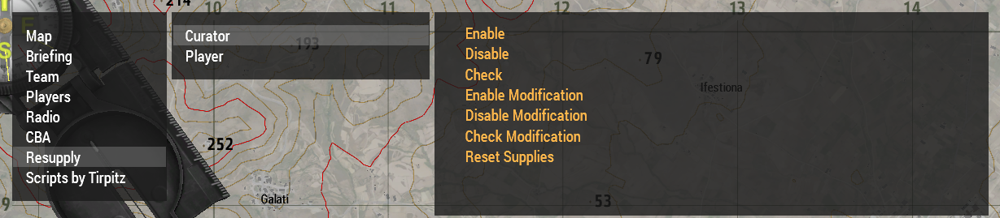 214
10
11
12
13
14
E
S
Map
Briefing
Team
Players
Radio
CBA
Resupply
Scripts by Tirpitz
Curator
Player
193
Enable
Disable
Check
Enable Modification
Disable Modification
Check Modification
Reset Supplies
79
Ifestiona
252
Galati
53
9